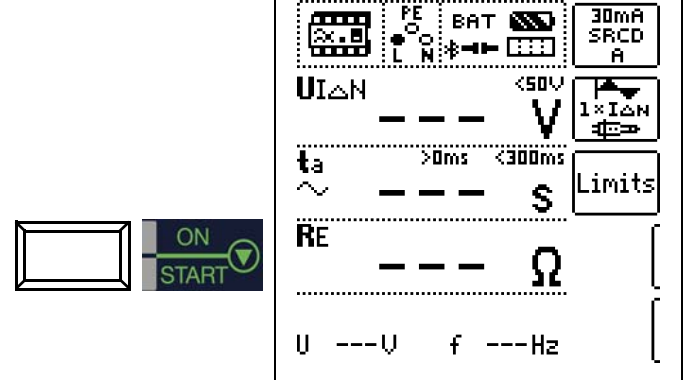 PE
BAT
L N
30mA
SRCD
A
UI△N <50V
--- V
1×I△N
ta >0ms <300ms
~ --- s
Limits
ON
START
RE
--- Ω
U ---V f ---Hz